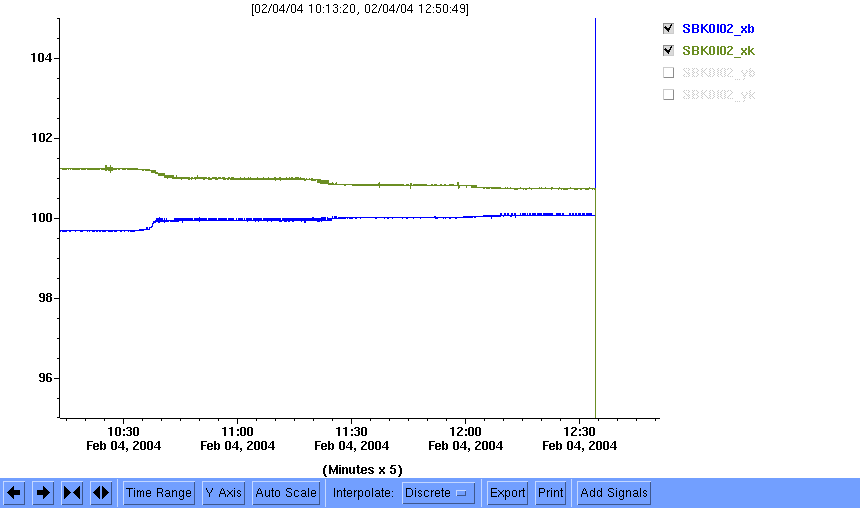 [02/04/04 10:13:20, 02/04/04 12:50:49]
SBK0I02_xb
SBK0I02_xk
SBK0I02_yb
SBK0I02_yk
104
102
100
98
96
10:30 11:00 11:30 12:00 12:30
Feb 04, 2004 Feb 04, 2004 Feb 04, 2004 Feb 04, 2004 Feb 04, 2004
(Minutes x 5)
Time Range Y Axis Auto Scale Interpolate: Discrete Export Print Add Signals